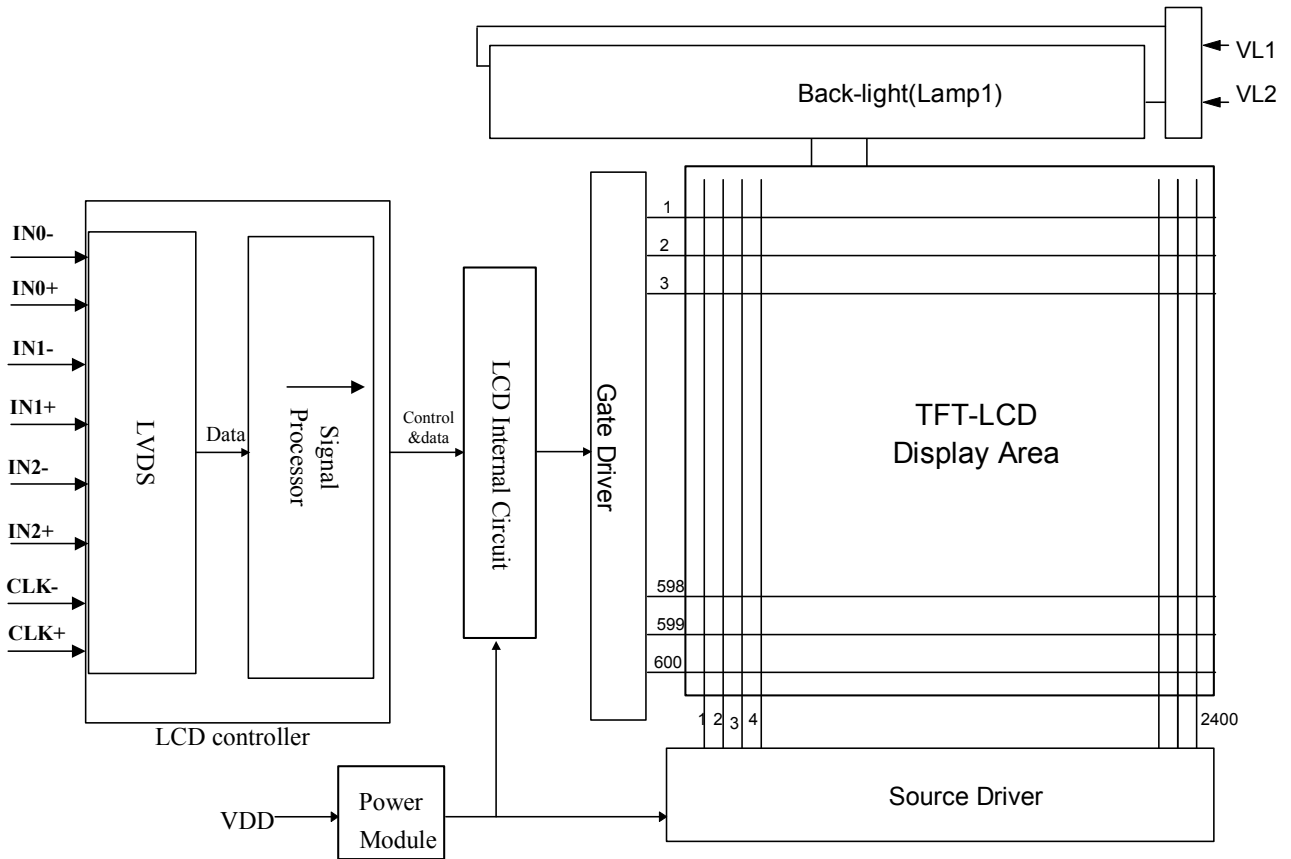 VL1
Back-light(Lamp1)
VL2
IN0-
IN0+
IN1-
IN1+
IN2-
IN2+
CLK-
CLK+
LVDS
Data
Signal
Processor
LCD controller
Control
&data
LCD Internal Circuit
Gate Driver
1
2
3
TFT-LCD
Display Area
598
599
600
1 2 3 4 2400
Source Driver
VDD
Power
Module